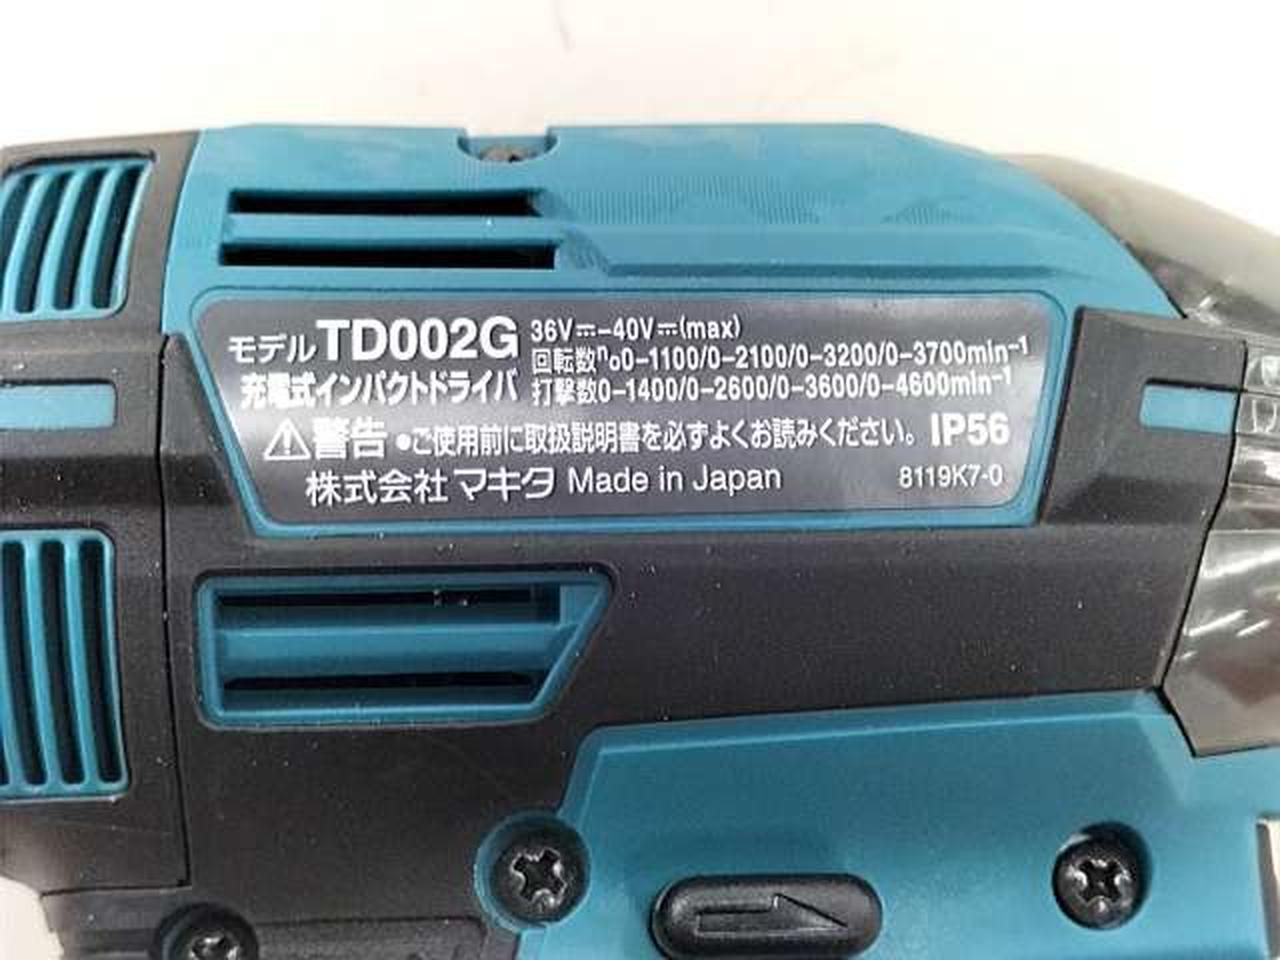 モデルTD002G 36V⎓-40V⎓(max)
回転数n₀0-1100/0-2100/0-3200/0-3700min⁻¹
充電式インパクトドライバ 打撃数0-1400/0-2600/0-3600/0-4600min⁻¹
⚠警告 ●ご使用前に取扱説明書を必ずよくお読みください。 IP56
株式会社マキタ Made in Japan 8119K7-0